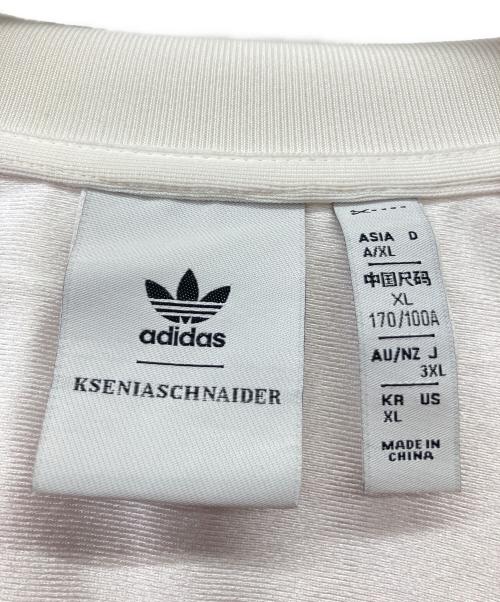 adidas
KSENIASCHNAIDER
ASIA D
A/XL
中国尺码
XL
170/100A
AU/NZ J
3XL
KR US
XL
MADE IN
CHINA